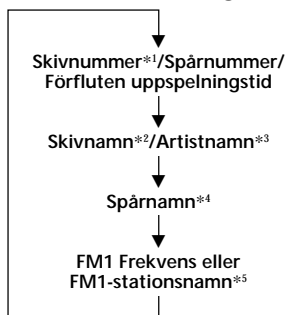 Skivnummer*1/Spårnummer/
Förfluten uppspelningstid
Skivnamn*2/Artistnamn*3
Spårnamn*4
FM1 Frekvens eller
FM1-stationsnamn*5